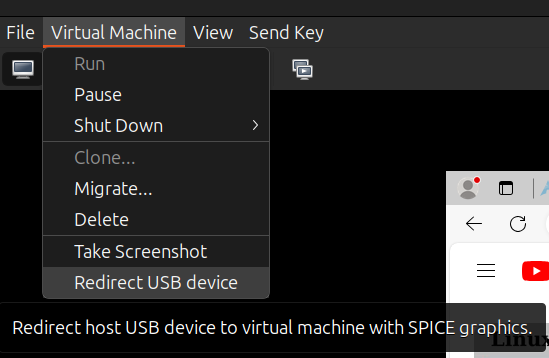 File Virtual Machine View Send Key
Run
Pause
Shut Down
Clone...
Migrate...
Delete
Take Screenshot
Redirect USB device
Redirect host USB device to virtual machine with SPICE graphics.
Linux